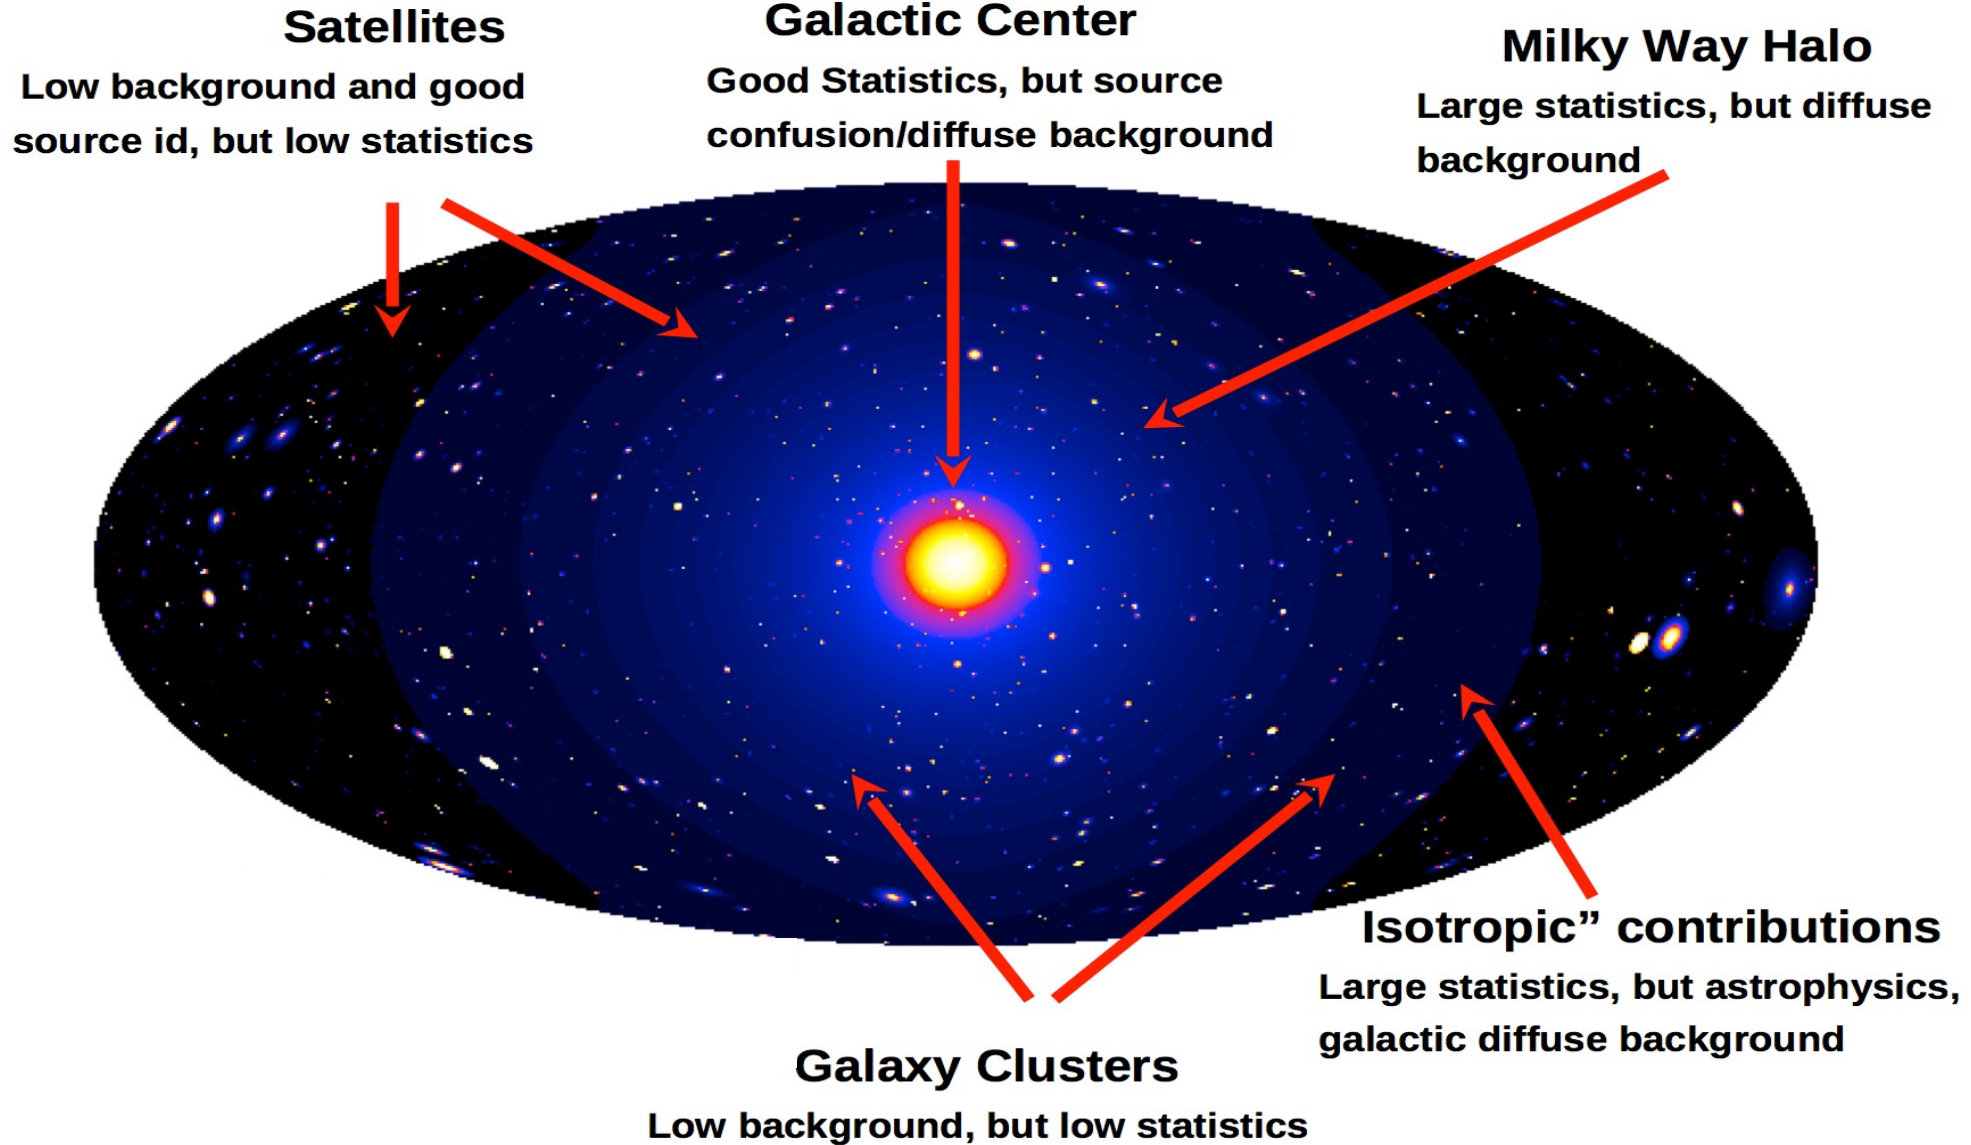 Satellites
Low background and good
source id, but low statistics
Galactic Center
Good Statistics, but source
confusion/diffuse background
Milky Way Halo
Large statistics, but diffuse
background
Isotropic” contributions
Large statistics, but astrophysics,
galactic diffuse background
Galaxy Clusters
Low background, but low statistics